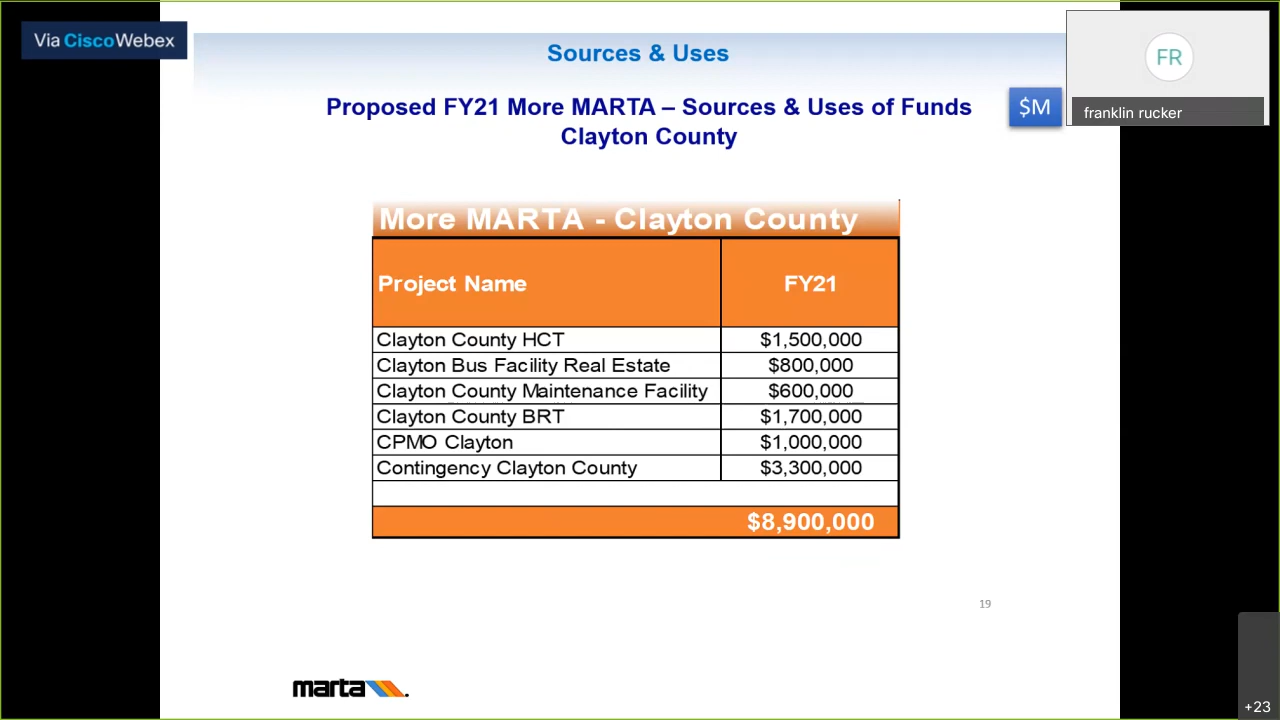 Via Cisco Webex
Sources & Uses
Proposed FY21 More MARTA – Sources & Uses of Funds
Clayton County
$M
FR
franklin rucker
More MARTA - Clayton County
Project Name FY21
Clayton County HCT $1,500,000
Clayton Bus Facility Real Estate $800,000
Clayton County Maintenance Facility $600,000
Clayton County BRT $1,700,000
CPMO Clayton $1,000,000
Contingency Clayton County $3,300,000
$8,900,000
19
marta
+23